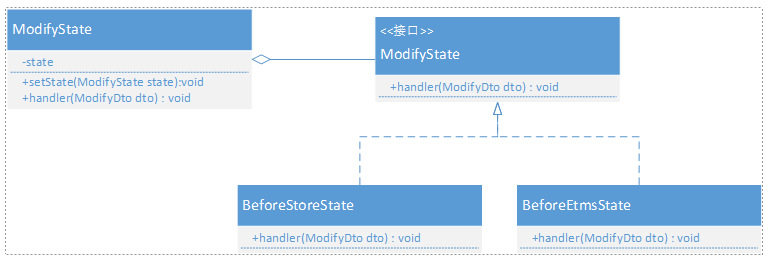 ModifyState
-state
+setState(ModifyState state):void
+handler(ModifyDto dto) : void
<<接口>>
ModifyState
+handler(ModifyDto dto) : void
BeforeStoreState
+handler(ModifyDto dto) : void
BeforeEtmsState
+handler(ModifyDto dto) : void